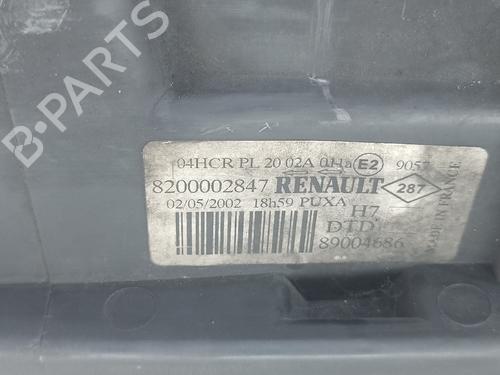 B-PARTS
04HCR PL 20 02A 011a E2 9057
8200002847 RENAULT 287
02/05/2002 18h59 PUXA H7
DTD
89004686
MADE IN FRANCE